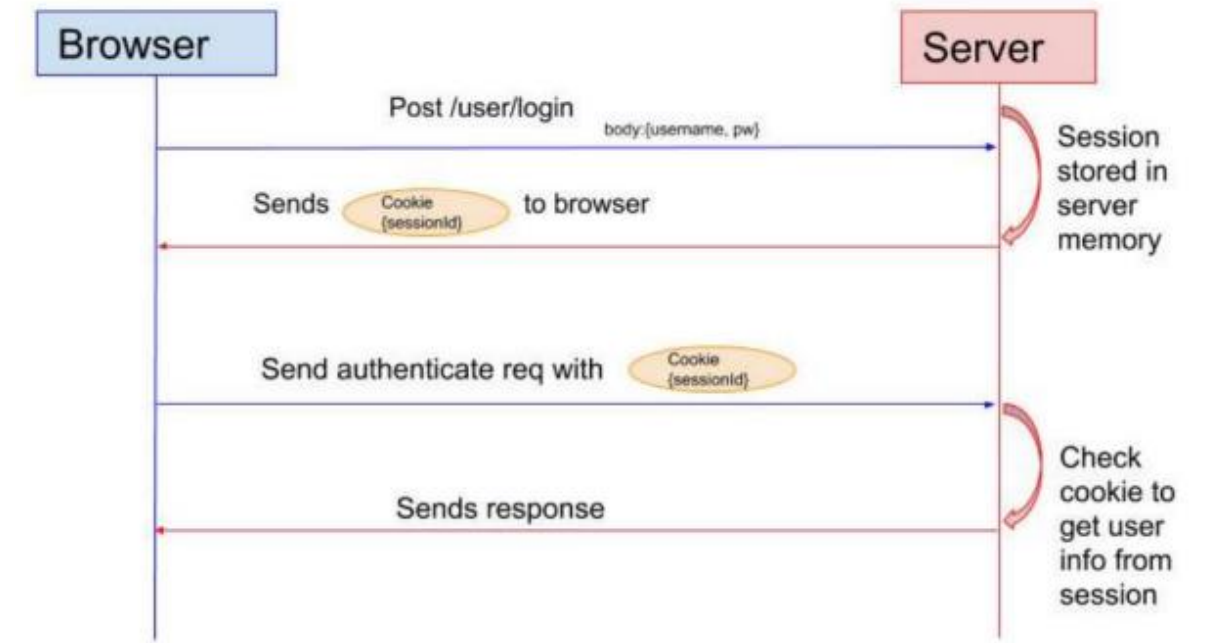 Browser
Server
Post /user/login
body:{username, pw}
Session
stored in
server
memory
Sends
Cookie
{sessionId}
to browser
Send authenticate req with
Cookie
{sessionId}
Check
cookie to
get user
info from
session
Sends response